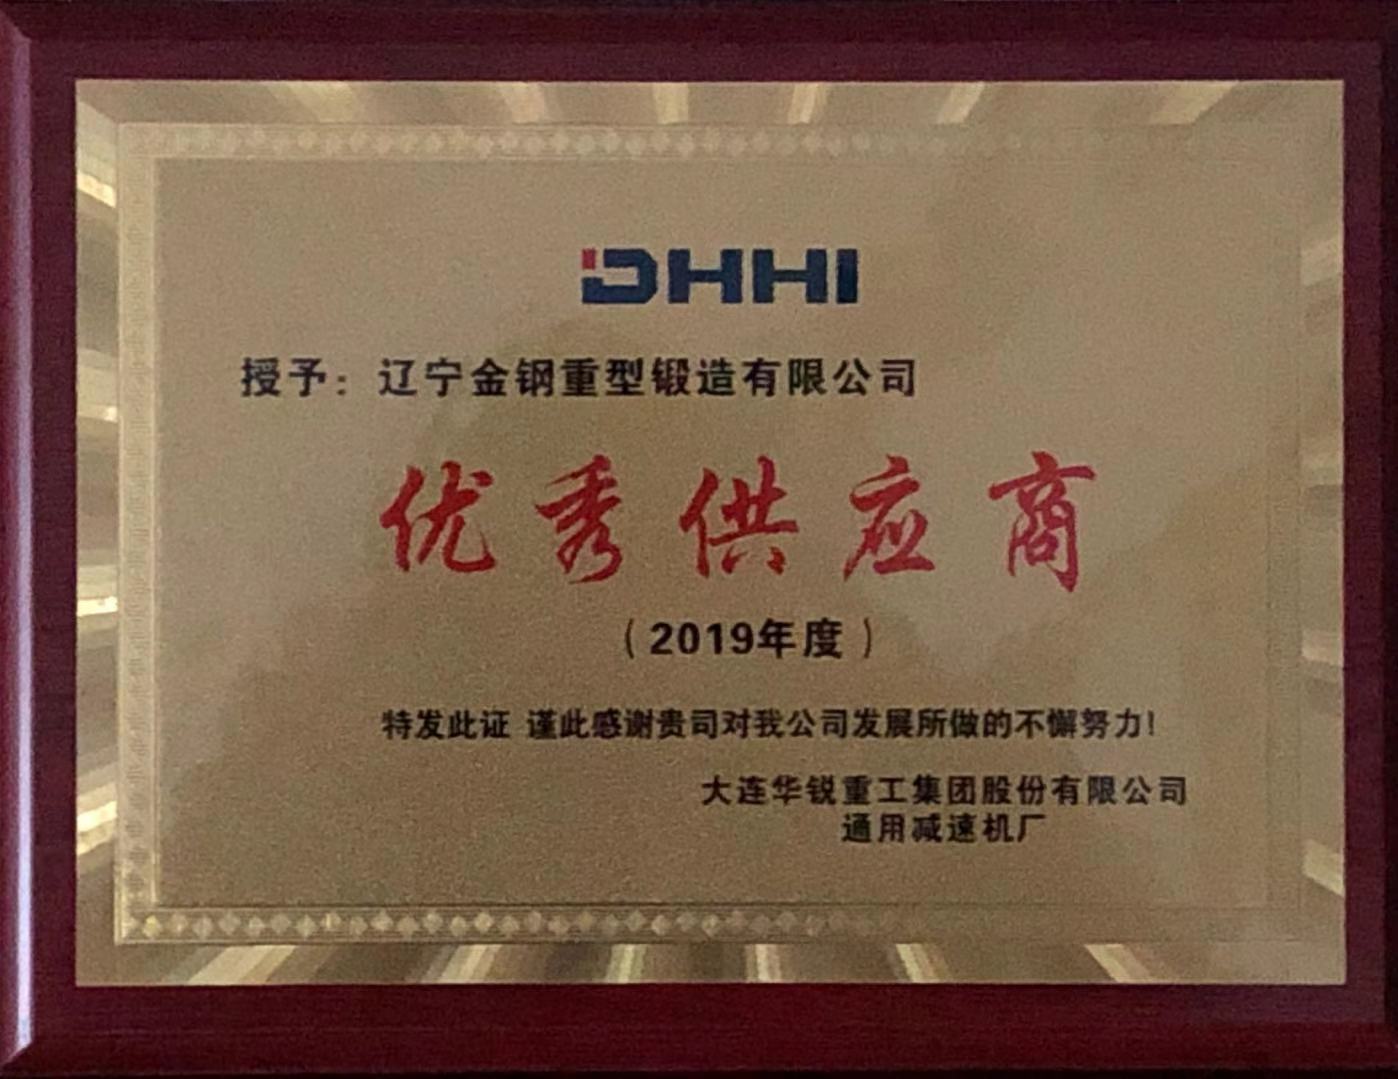 DHHI
授予：辽宁金钢重型锻造有限公司
优秀供应商
（2019年度）
特发此证 谨此感谢贵司对我公司发展所做的不懈努力!
大连华锐重工集团股份有限公司
通用减速机厂